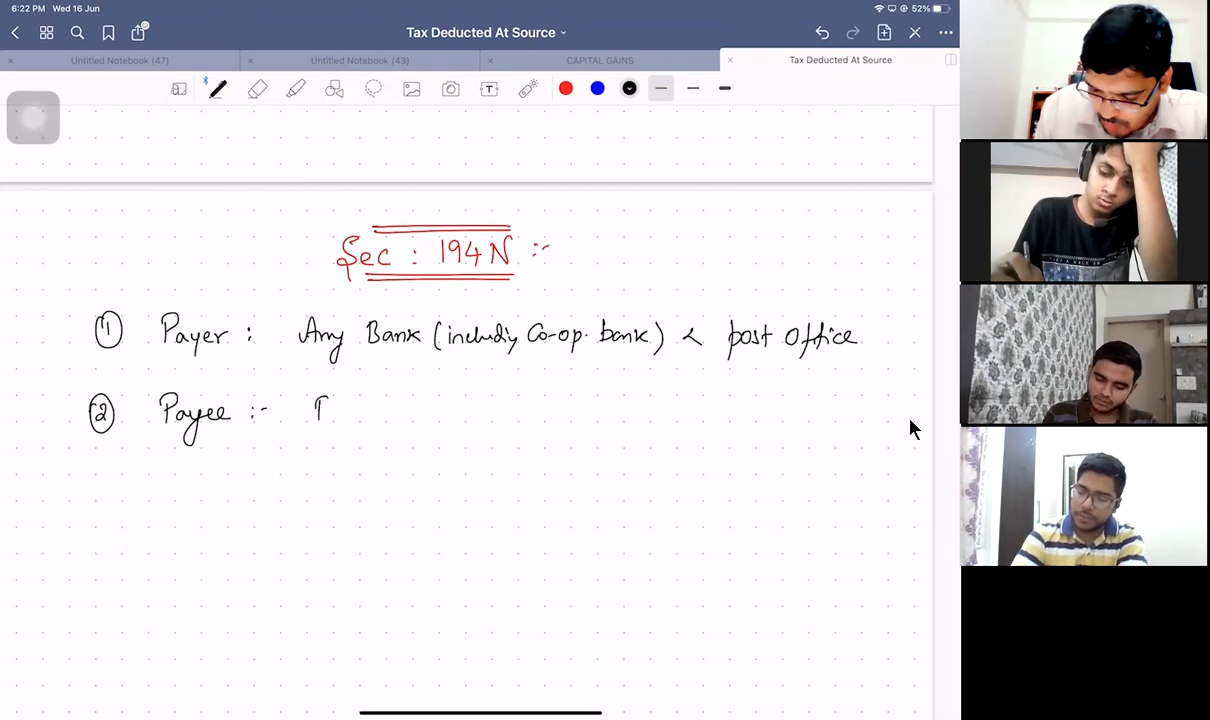 6:22 PM Wed 16 Jun
52%
Tax Deducted At Source
Untitled Notebook (47)
Untitled Notebook (43)
CAPITAL GAINS
Tax Deducted At Source
T
Sec : 194N :-
① Payer : Any Bank (includig Co-op. bank) & post office
② Payee :- T